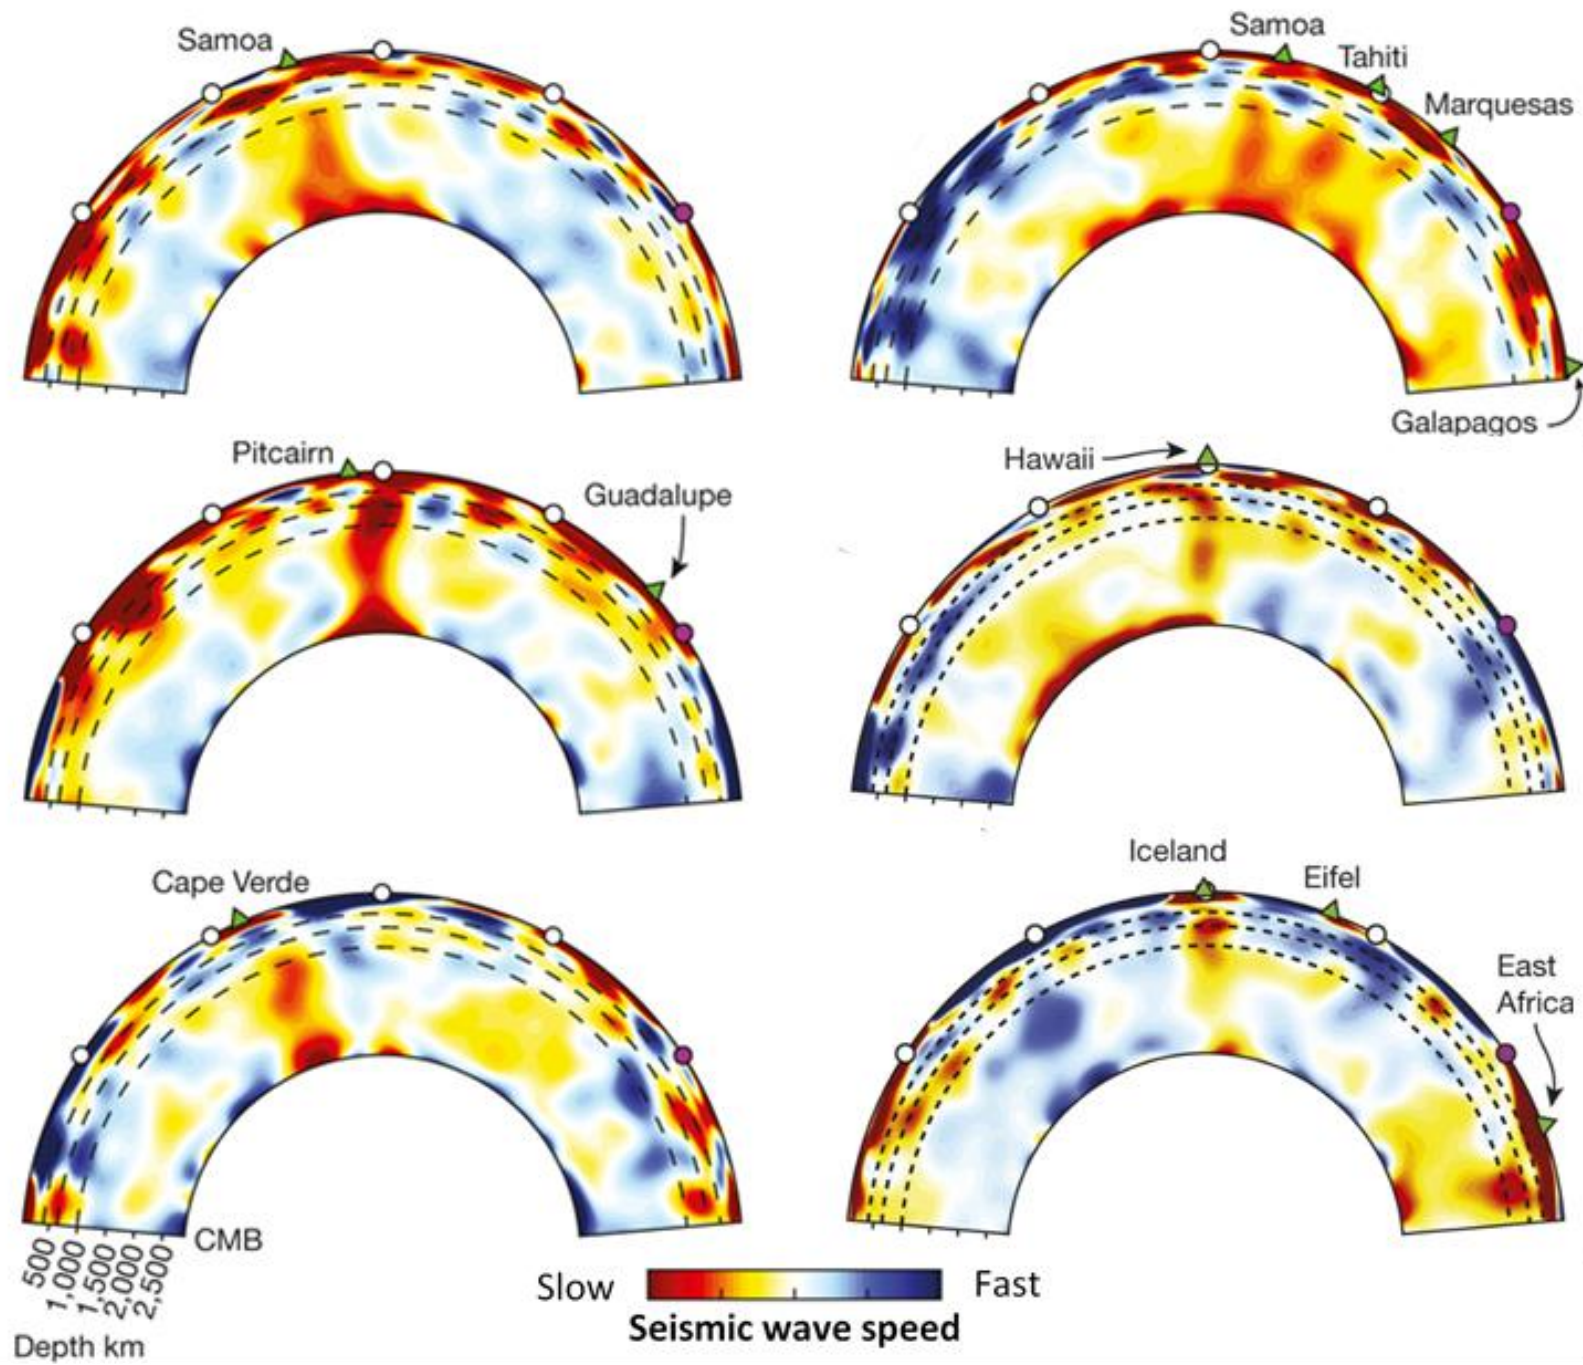 Samoa
Samoa
Tahiti
Marquesas
Galapagos
Pitcairn
Guadalupe
Hawaii
Cape Verde
Iceland
Eifel
East
Africa
CMB
500
1,000
1,500
2,000
2,500
Depth km
Slow
Fast
Seismic wave speed